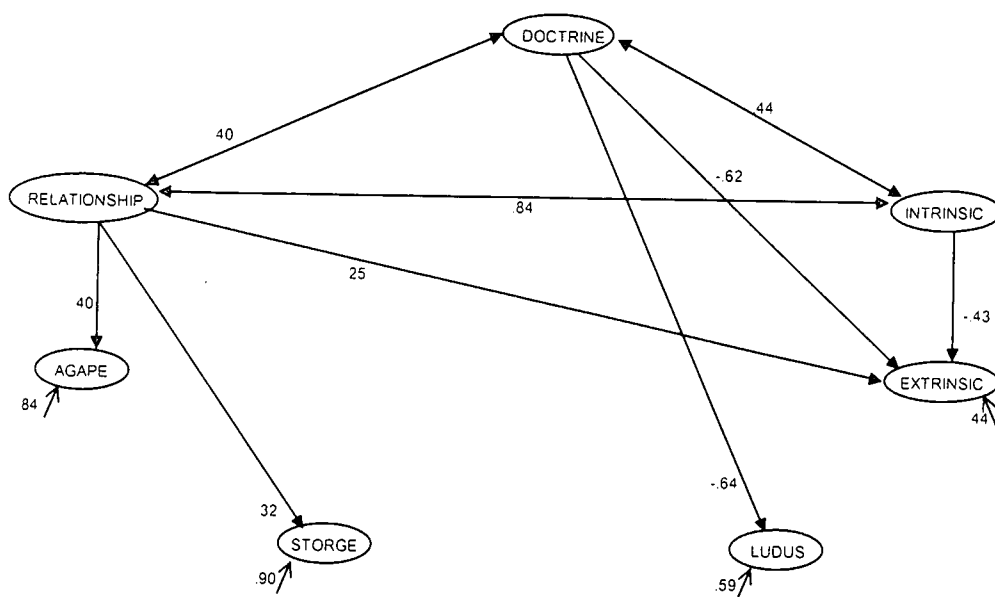 DOCTRINE
.44
40
-.62
RELATIONSHIP
.84
INTRINSIC
25
40
-.43
AGAPE
EXTRINSIC
84
44
-.64
32
STORGE
LUDUS
.90
.59